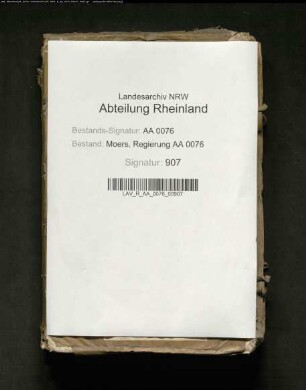 Landesarchiv NRW
Abteilung Rheinland
Bestands-Signatur: AA 0076
Bestand: Moers, Regierung AA 0076
Signatur: 907
LAV_R_AA_0076_00907